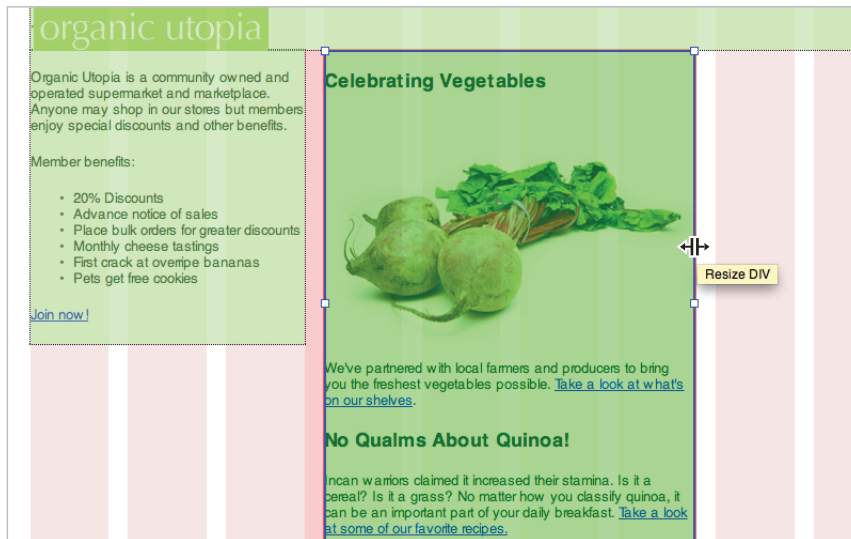 organic utopia
Organic Utopia is a community owned and
operated supermarket and marketplace.
Anyone may shop in our stores but members
enjoy special discounts and other benefits.
Member benefits:
• 20% Discounts
• Advance notice of sales
• Place bulk orders for greater discounts
• Monthly cheese tastings
• First crack at overripe bananas
• Pets get free cookies
Join now!
Celebrating Vegetables
Resize DIV
We've partnered with local farmers and producers to bring
you the freshest vegetables possible. Take a look at what's
on our shelves.
No Qualms About Quinoa!
Incan warriors claimed it increased their stamina. Is it a
cereal? Is it a grass? No matter how you classify quinoa, it
can be an important part of your daily breakfast. Take a look
at some of our favorite recipes.